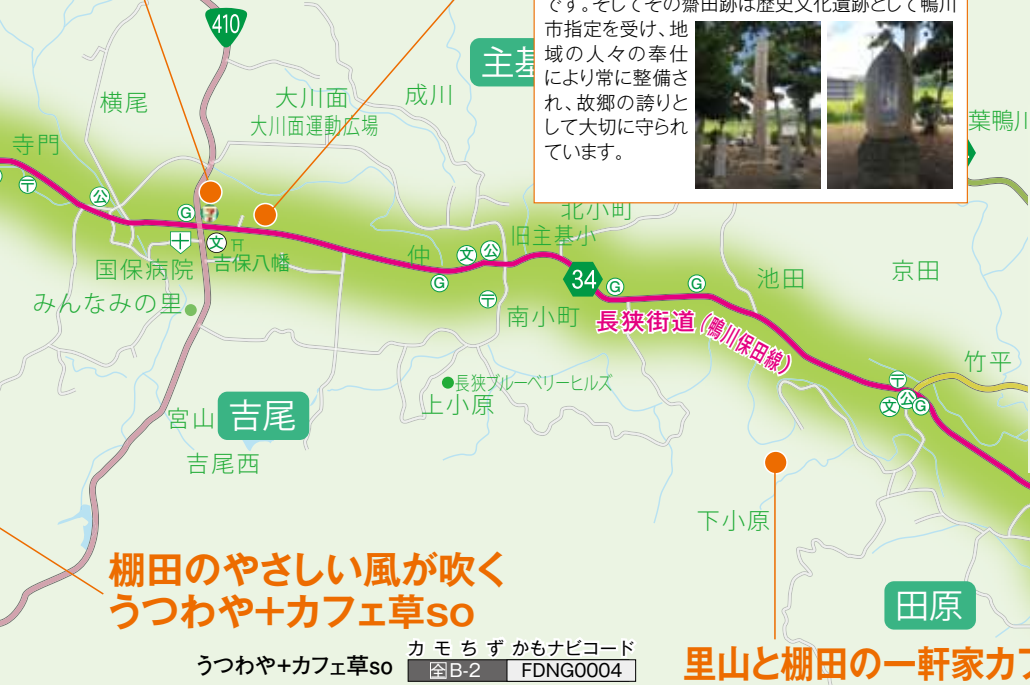 です。そしてその齋田跡は歴史文化遺跡として鴨川
市指定を受け、地
域の人々の奉仕
により常に整備さ
れ、故郷の誇りと
して大切に守られ
ています。
410
主基
横尾
大川面
成川
大川面運動広場
寺門
葉鴨川
〒
公
G
文
国保病院
吉保八幡
みんなみの里
仲
文
公
G
〒
北小町
旧主基小
34
G
G
南小町
長狭街道（鴨川保田線）
池田
京田
竹平
〒
文
公
G
長狭ブルーベリーヒルズ
上小原
宮山
吉尾
吉尾西
下小原
田原
棚田のやさしい風が吹く
うつわや+カフェ草so
カモちず かもナビコード
うつわや+カフェ草so 全B-2 FDNG0004
里山と棚田の一軒家カフ